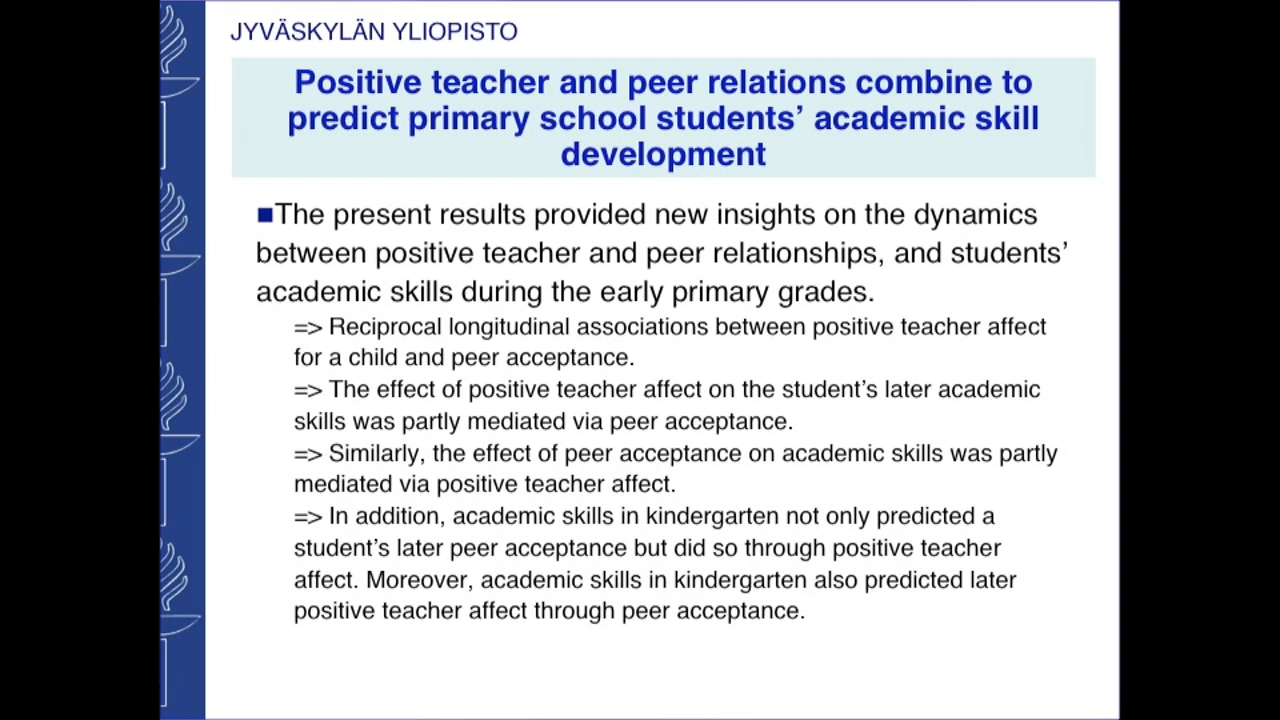 JYVÄSKYLÄN YLIOPISTO
Positive teacher and peer relations combine to
predict primary school students’ academic skill
development
■The present results provided new insights on the dynamics
between positive teacher and peer relationships, and students’
academic skills during the early primary grades.
=> Reciprocal longitudinal associations between positive teacher affect
for a child and peer acceptance.
=> The effect of positive teacher affect on the student’s later academic
skills was partly mediated via peer acceptance.
=> Similarly, the effect of peer acceptance on academic skills was partly
mediated via positive teacher affect.
=> In addition, academic skills in kindergarten not only predicted a
student’s later peer acceptance but did so through positive teacher
affect. Moreover, academic skills in kindergarten also predicted later
positive teacher affect through peer acceptance.